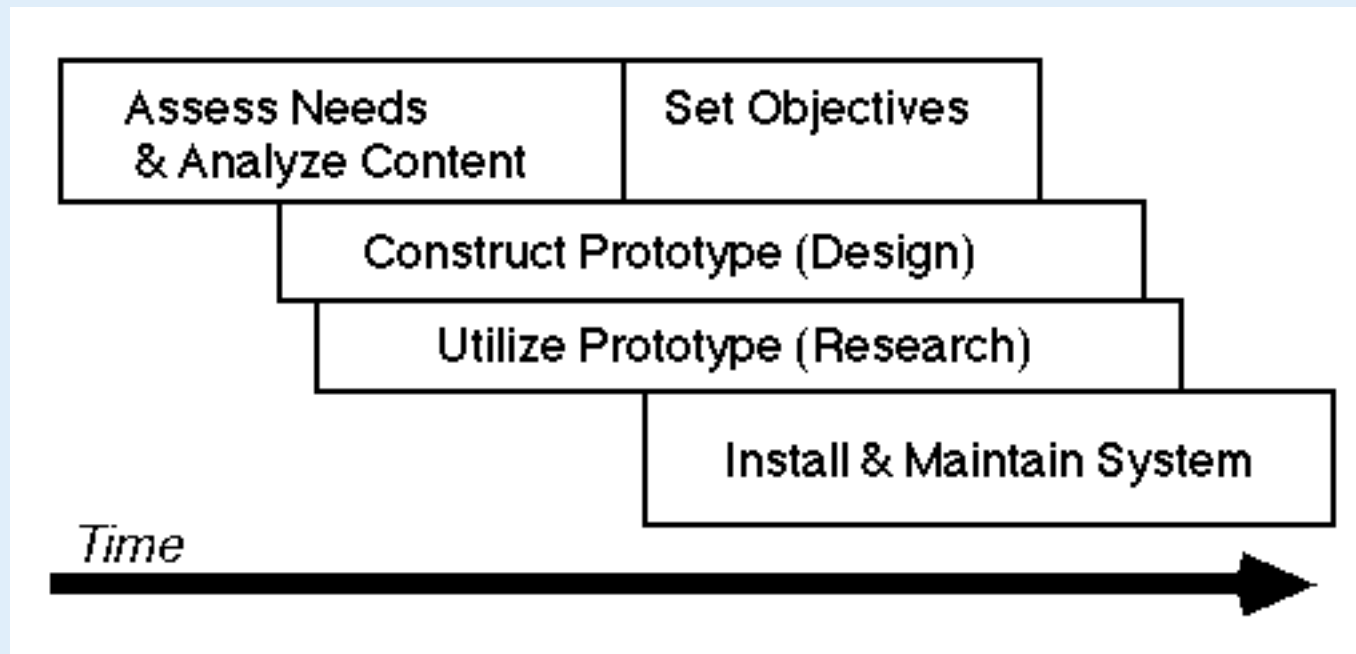 Assess Needs
& Analyze Content
Set Objectives
Construct Prototype (Design)
Utilize Prototype (Research)
Install & Maintain System
Time